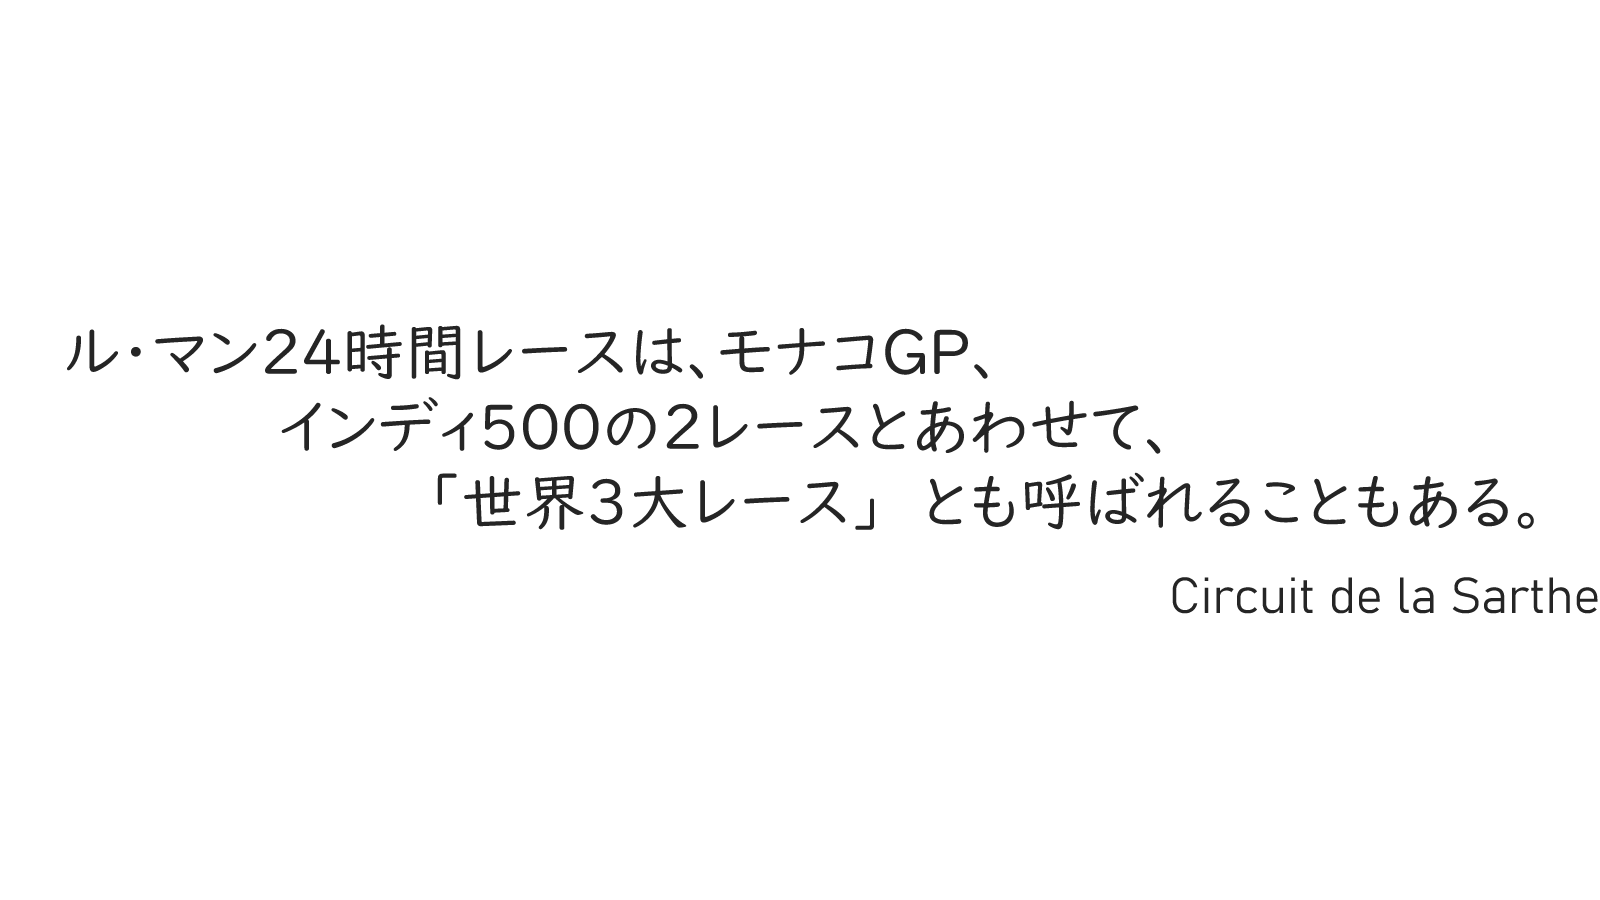 ル・マン24時間レースは、モナコGP、
インディ500の2レースとあわせて、
「世界3大レース」とも呼ばれることもある。
Circuit de la Sarthe